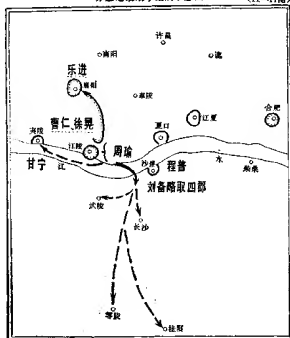 许昌
南阳
乐进
襄阳
襄陵
合肥
夏口
江夏
曹仁、徐晃
夷陵
江陵
周瑜
甘宁
江
沙羡
程普
水
柴桑
刘备略取四郡
武陵
长沙
零陵
桂阳